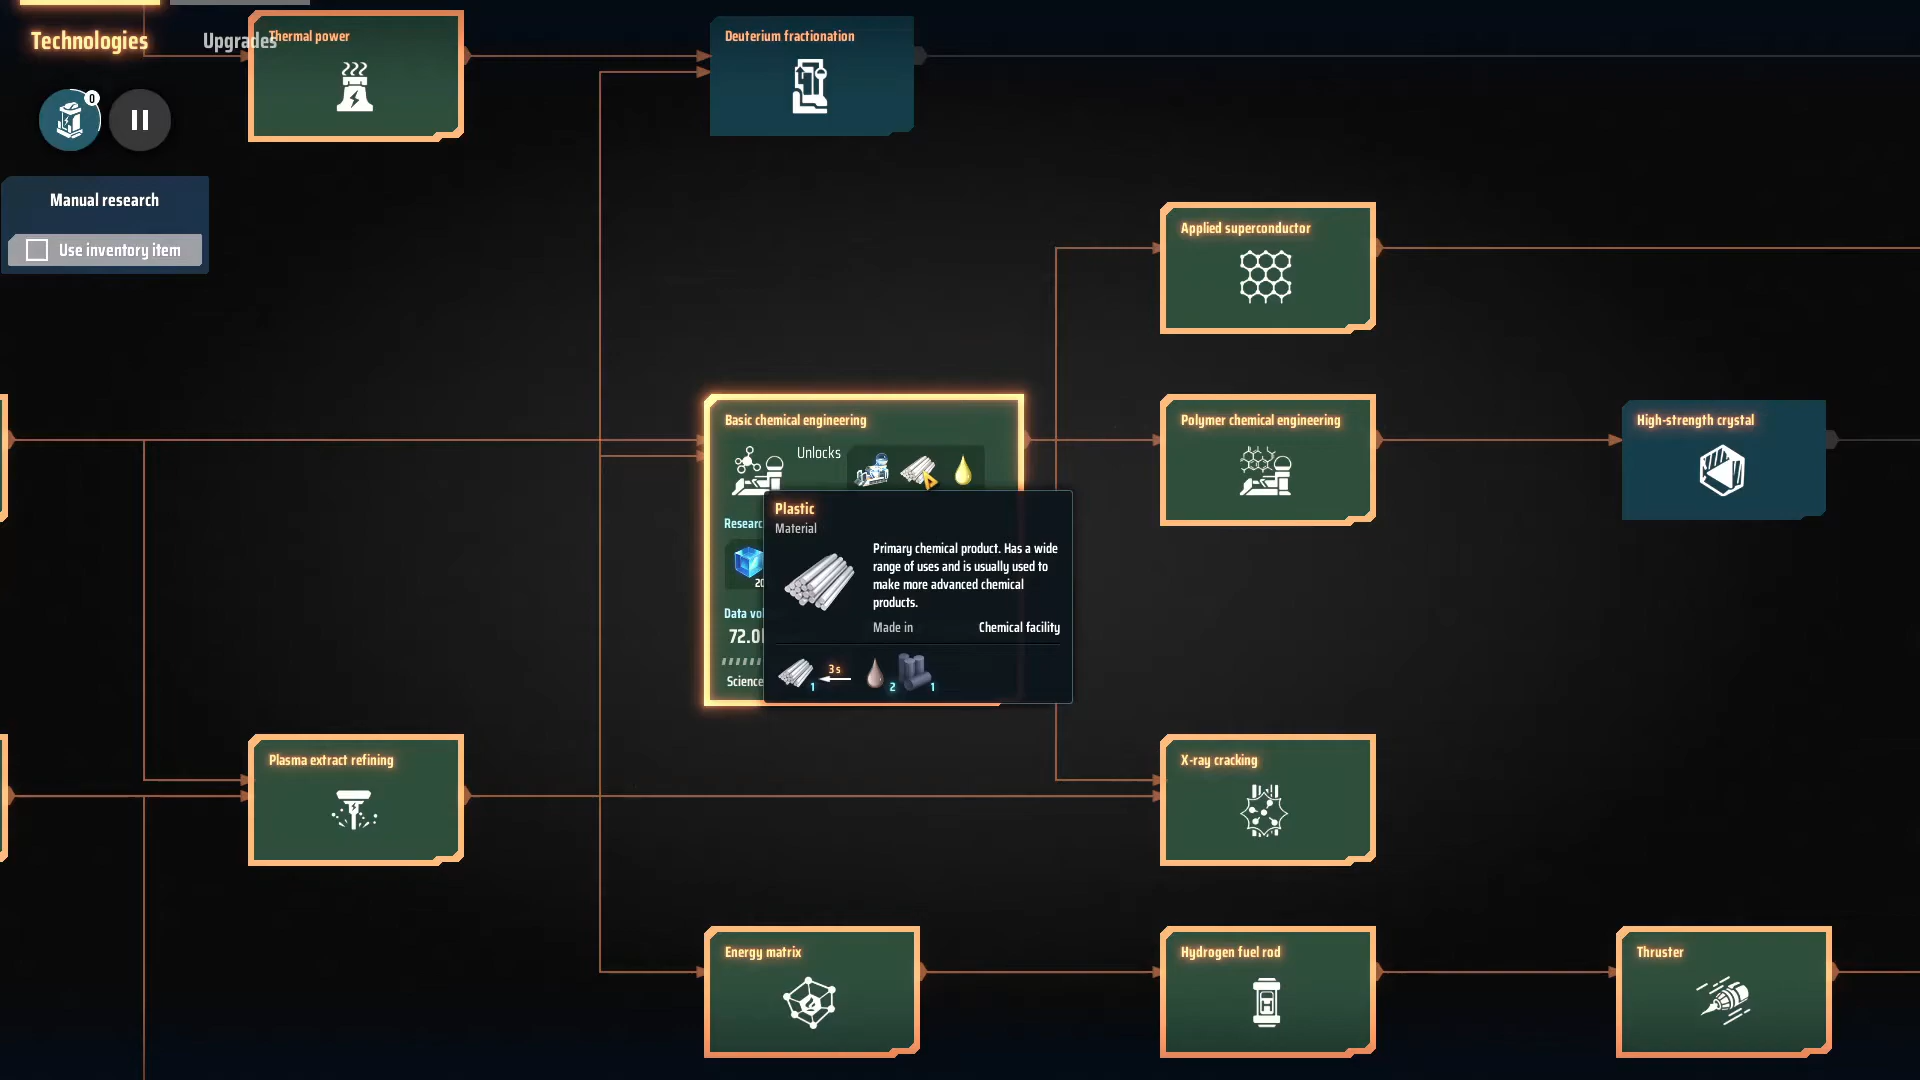 Technologies
Upgrades
Thermal power
Deuterium fractionation
0
Manual research
Use inventory item
Applied superconductor
Basic chemical engineering
Unlocks
Polymer chemical engineering
High-strength crystal
Plastic
Material
Primary chemical product. Has a wide
range of uses and is usually used to
make more advanced chemical
products.
Made in
Chemical facility
3 s
1
2
1
20
72.0
Science
Plasma extract refining
X-ray cracking
Energy matrix
Hydrogen fuel rod
Thruster